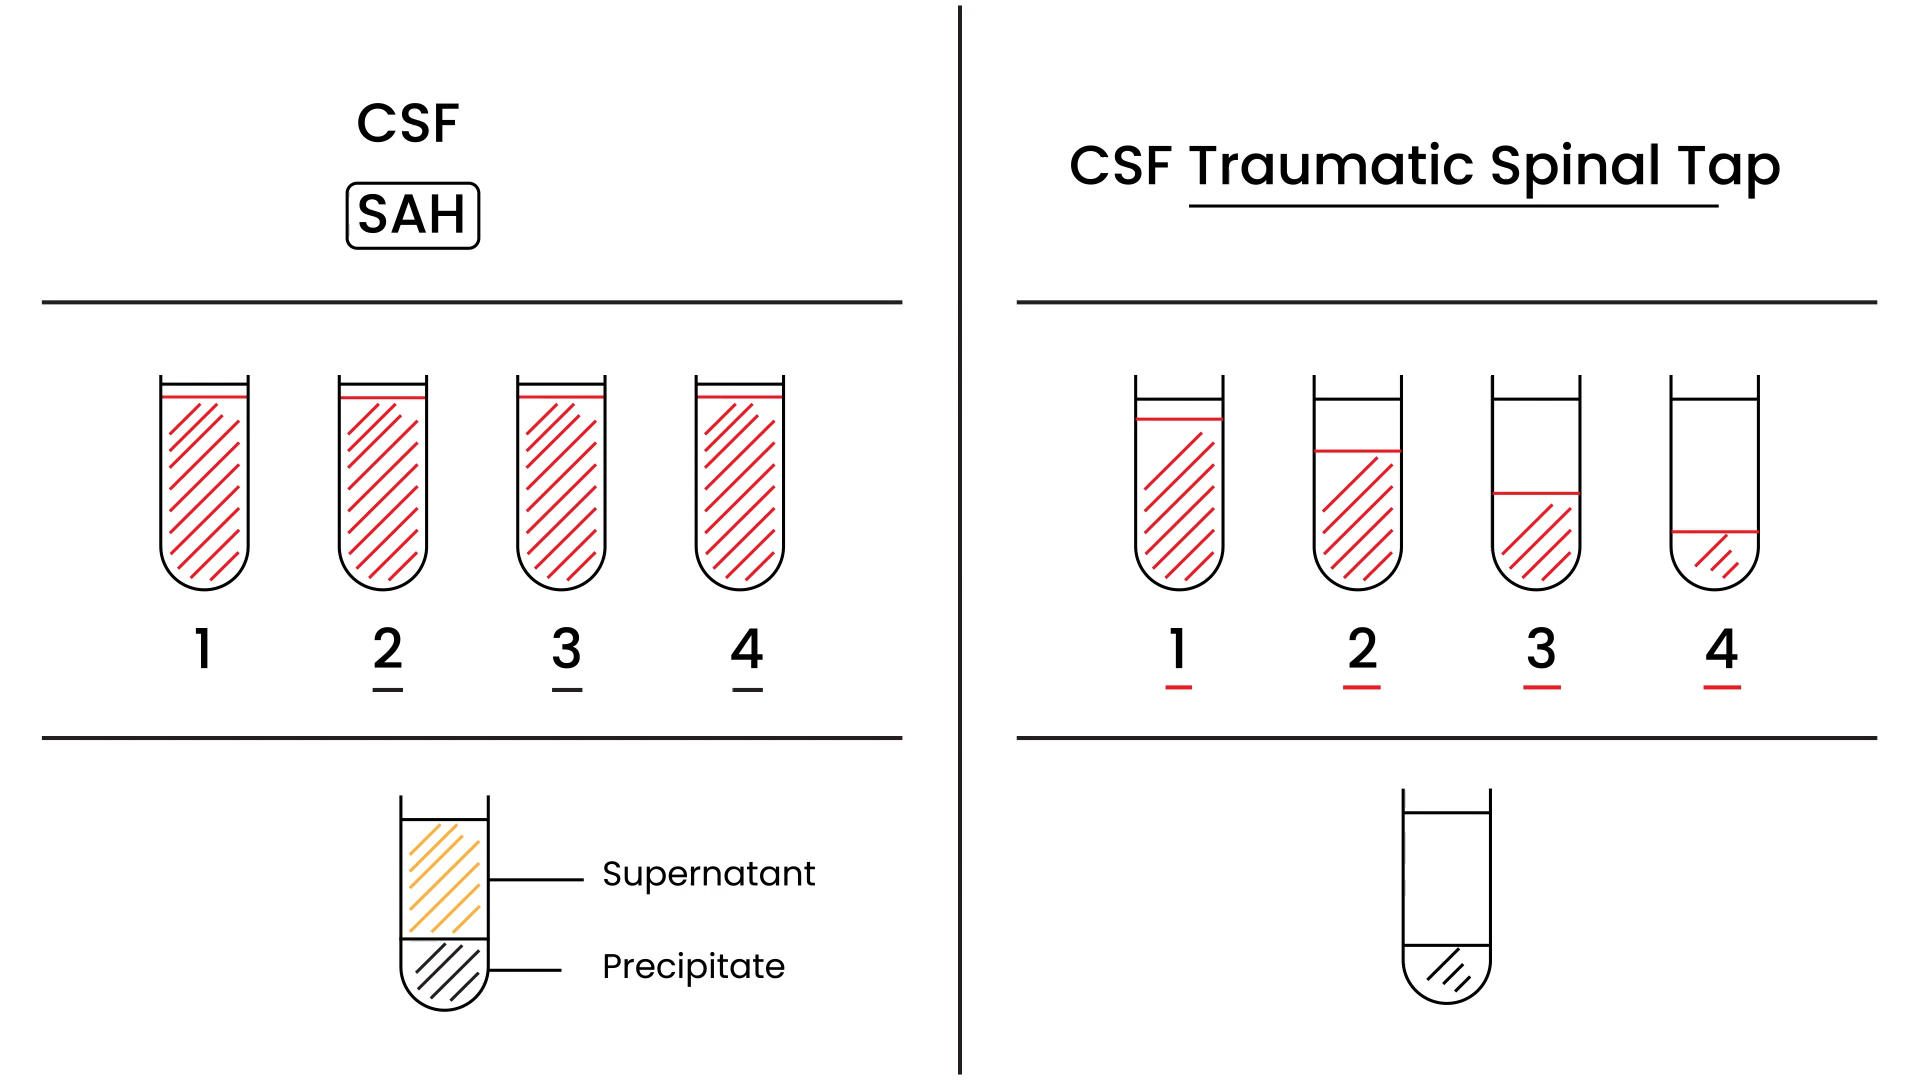 CSF
SAH
1 2 3 4
Supernatant
Precipitate
CSF Traumatic Spinal Tap
1 2 3 4